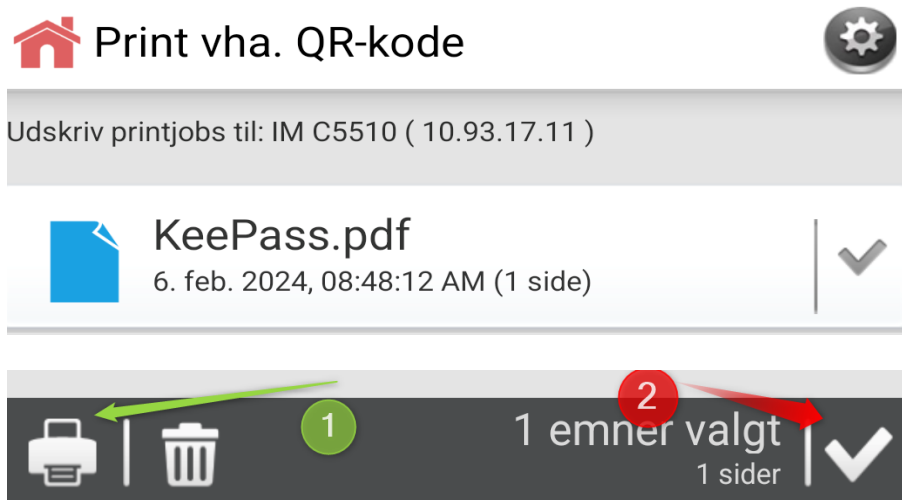 Print vha. QR-kode
Udskriv printjobs til: IM C5510 ( 10.93.17.11 )
KeePass.pdf
6. feb. 2024, 08:48:12 AM (1 side)
1
2
1 emner valgt
1 sider